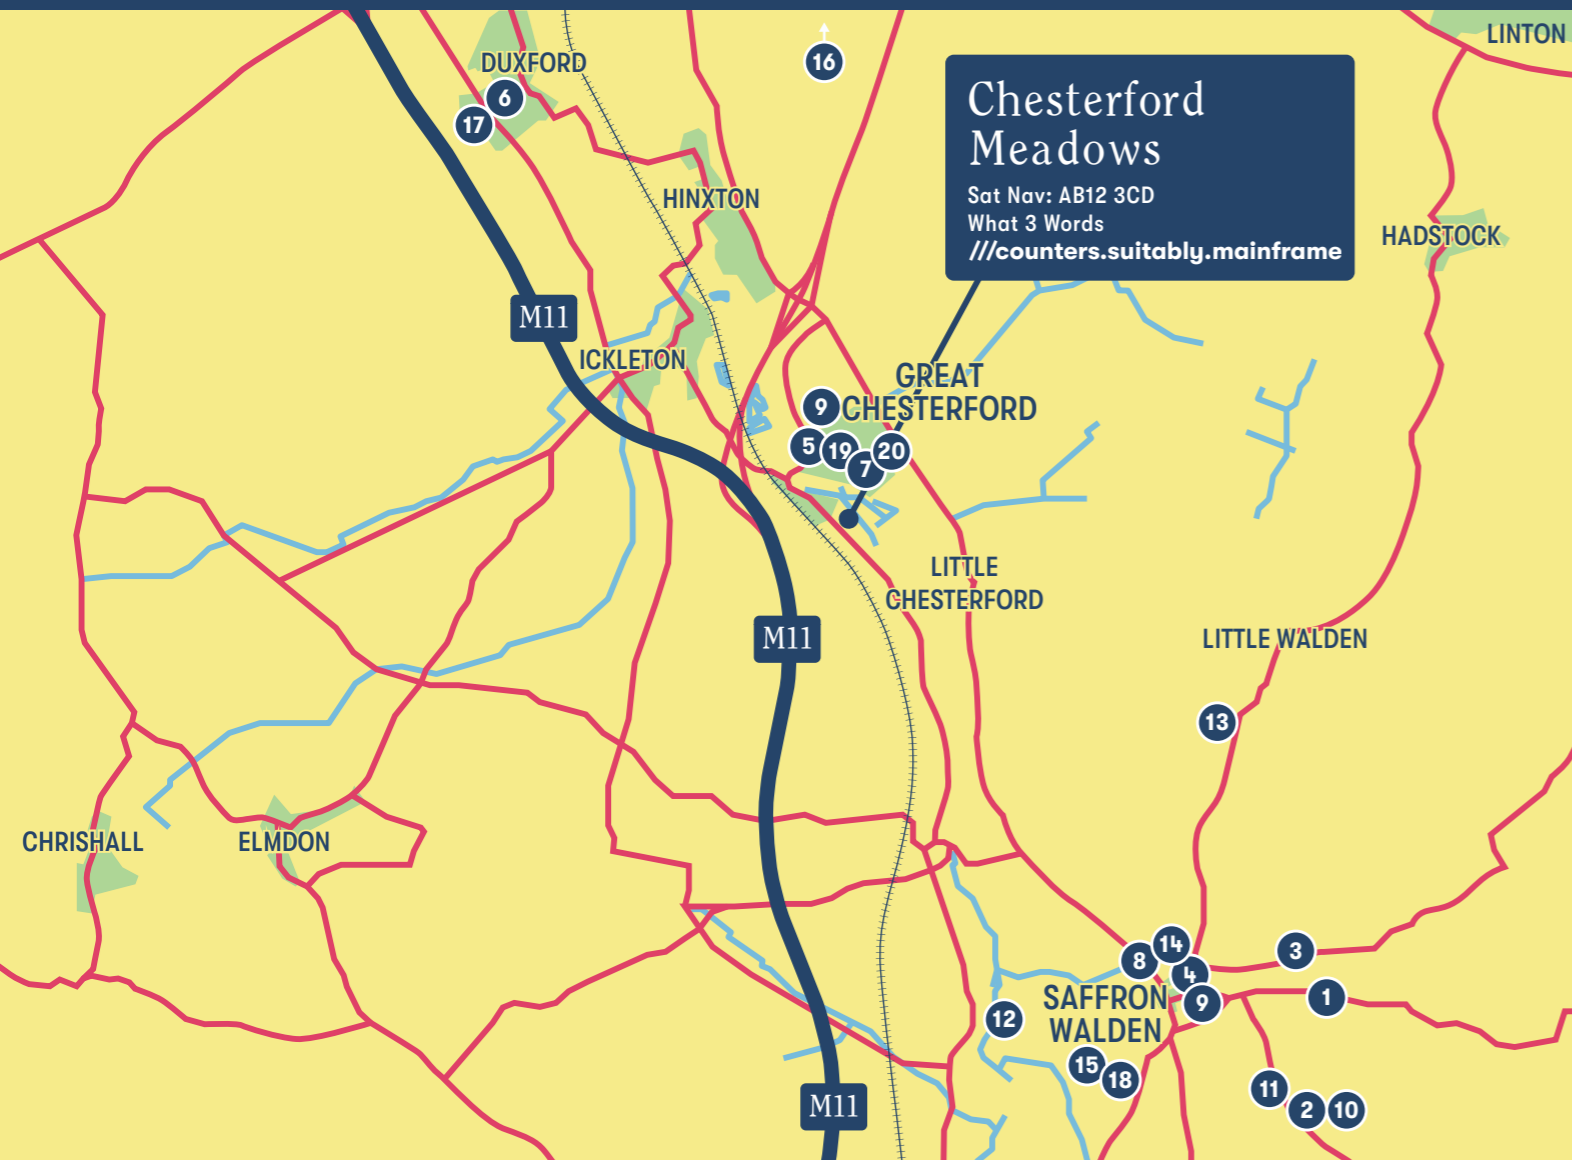 LINTON
16
DUXFORD
6
17
Chesterford
Meadows
Sat Nav: AB12 3CD
What 3 Words
///counters.suitably.mainframe
HINXTON
HADSTOCK
M11
ICKLETON
GREAT
CHESTERFORD
9
5
19
7
20
LITTLE
CHESTERFORD
M11
LITTLE WALDEN
13
CHRISHALL
ELMDON
14
8
4
3
9
1
SAFFRON
WALDEN
12
15
18
11
2
10
M11